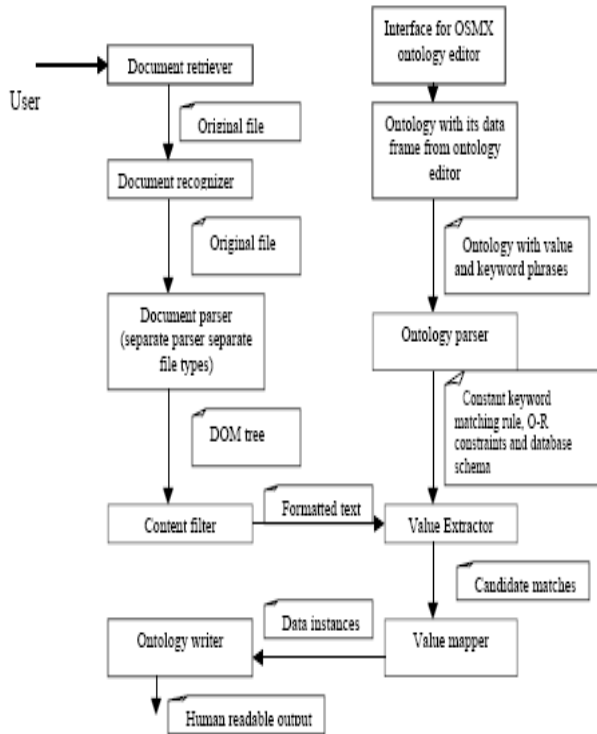 User
Document retriever
Original file
Document recognizer
Original file
Document parser
(separate parser separate
file types)
DOM tree
Content filter
Formatted text
Interface for OSMX
ontology editor
Ontology with its data
frame from ontology
editor
Ontology with value
and keyword phrases
Ontology parser
Constant keyword
matching rule, O-R
constraints and database
schema
Value Extractor
Candidate matches
Value mapper
Data instances
Ontology writer
Human readable output